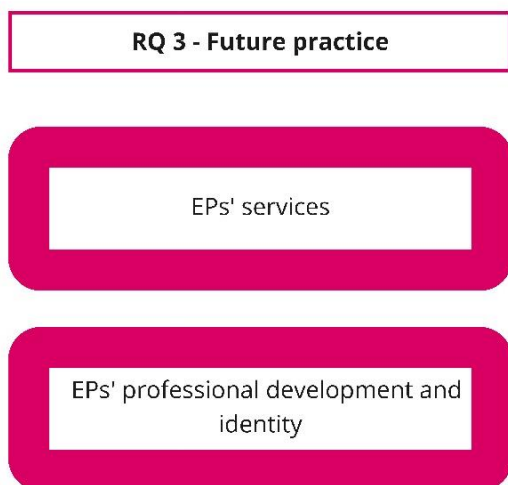 RQ 3 - Future practice
EPs' services
EPs' professional development and
identity